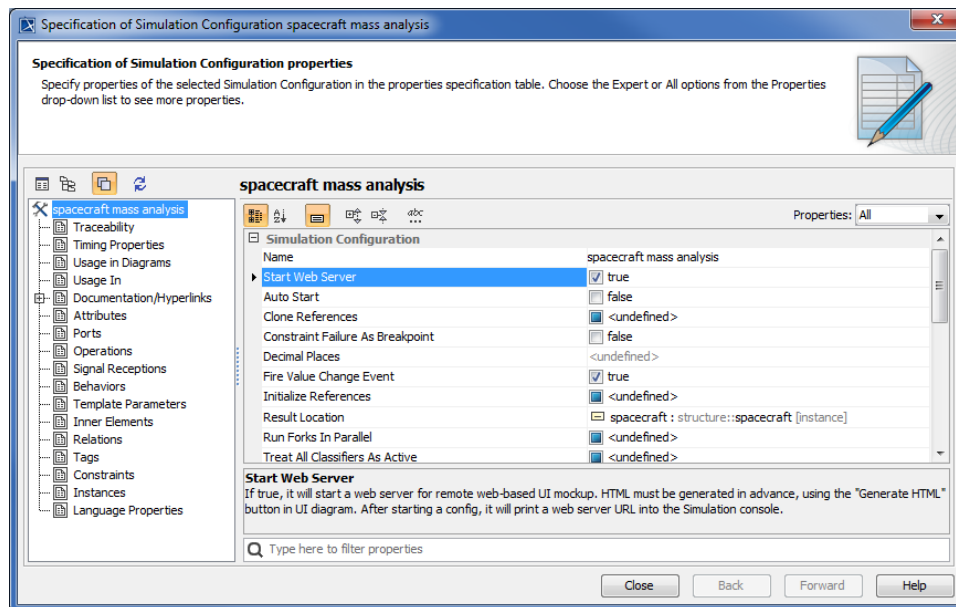 Specification of Simulation Configuration spacecraft mass analysis
Specification of Simulation Configuration properties
Specify properties of the selected Simulation Configuration in the properties specification table. Choose the Expert or All options from the Properties
drop-down list to see more properties.
spacecraft mass analysis
Traceability
Timing Properties
Usage in Diagrams
Usage In
Documentation/Hyperlinks
Attributes
Ports
Operations
Signal Receptions
Behaviors
Template Parameters
Inner Elements
Relations
Tags
Constraints
Instances
Language Properties
spacecraft mass analysis
abc
Properties: All
Simulation Configuration
Name spacecraft mass analysis
Start Web Server true
Auto Start false
Clone References <undefined>
Constraint Failure As Breakpoint false
Decimal Places <undefined>
Fire Value Change Event true
Initialize References <undefined>
Result Location spacecraft : structure::spacecraft [instance]
Run Forks In Parallel <undefined>
Treat All Classifiers As Active <undefined>
Start Web Server
If true, it will start a web server for remote web-based UI mockup. HTML must be generated in advance, using the "Generate HTML"
button in UI diagram. After starting a config, it will print a web server URL into the Simulation console.
Type here to filter properties
Close Back Forward Help